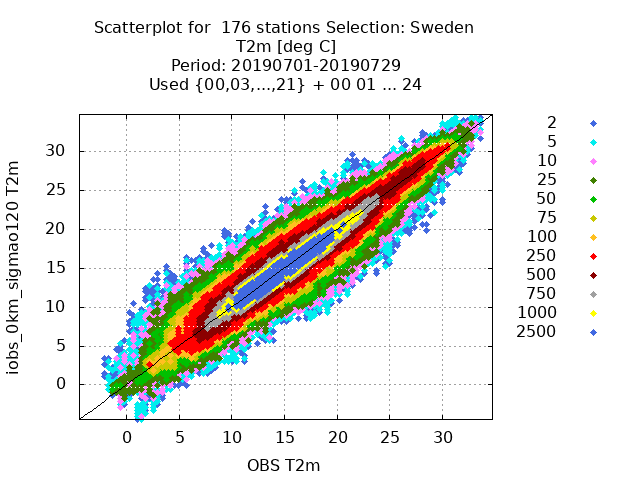 Scatterplot for  176 stations Selection: Sweden
T2m [deg C]
Period: 20190701-20190729
Used {00,03,...,21} + 00 01 ... 24
2
5
10
25
50
75
100
250
500
750
1000
2500
iobs_0km_sigmao120 T2m
30
25
20
15
10
5
0
0 5 10 15 20 25 30
OBS T2m